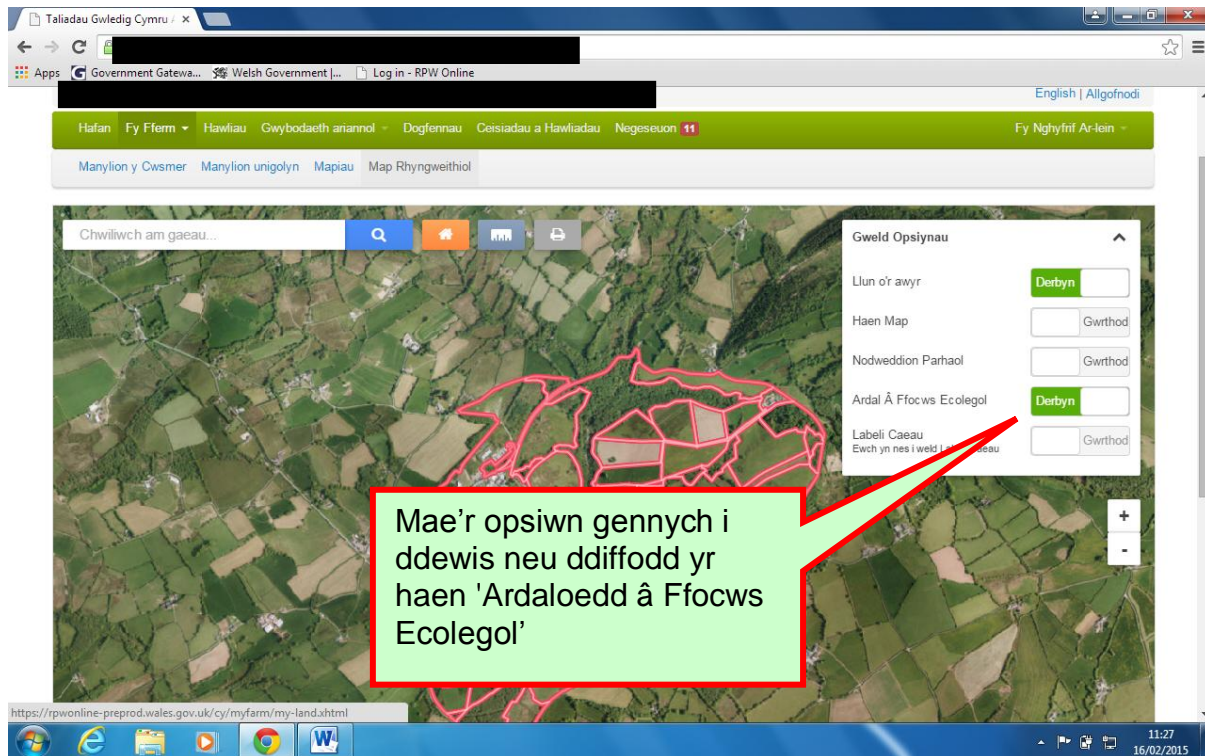 Taliadau Gwledig Cymru /
Apps Government Gatewa... Welsh Government |... Log in - RPW Online
English | Allgofnodi
Hafan Fy Fferm Hawliau Gwybodaeth ariannol Dogfennau Ceisiadau a Hawliadau Negeseuon 11 Fy Nghyfrif Ar-lein
Manylion y Cwsmer Manylion unigolyn Mapiau Map Rhyngweithiol
Chwiliwch am gaeau...
Gweld Opsiynau
Llun o'r awyr Derbyn
Haen Map Gwrthod
Nodweddion Parhaol Gwrthod
Ardal Â Ffocws Ecolegol Derbyn
Labeli Caeau Gwrthod
Ewch yn nes i weld
+
-
Mae'r opsiwn gennych i
ddewis neu ddiffodd yr
haen 'Ardaloedd â Ffocws
Ecolegol’
https://rpwonline-preprod.wales.gov.uk/cy/myfarm/my-land.xhtml
11:27
16/02/2015